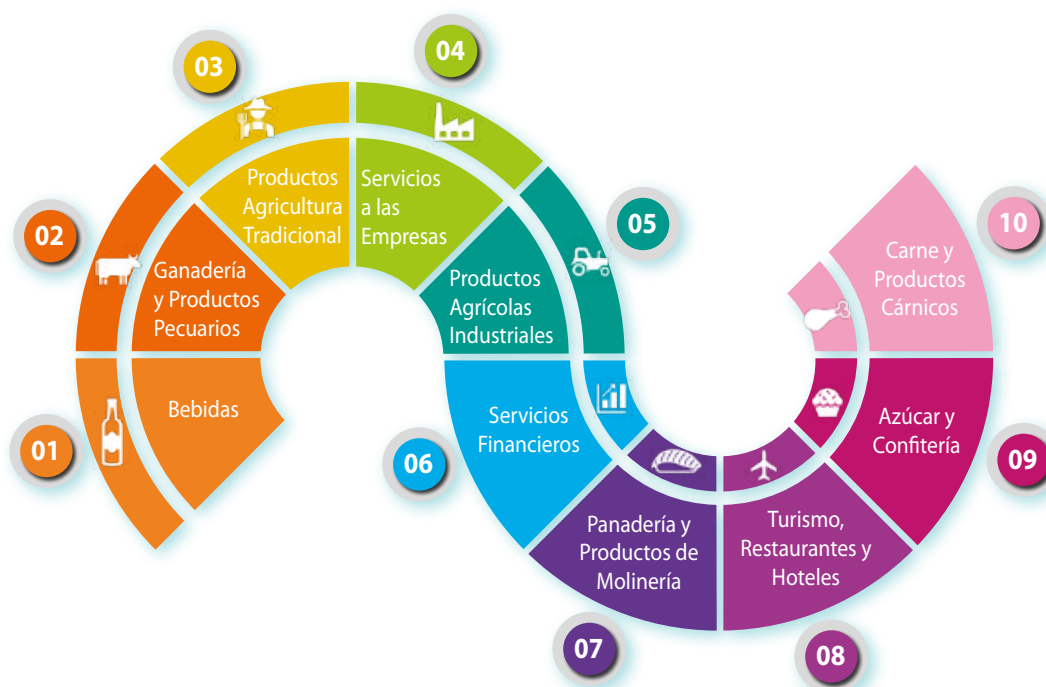 01
Bebidas
02
Ganadería
y Productos
Pecuarios
03
Productos
Agricultura
Tradicional
04
Servicios
a las
Empresas
05
Productos
Agrícolas
Industriales
06
Servicios
Financieros
07
Panadería y
Productos de
Molinería
08
Turismo,
Restaurantes y
Hoteles
09
Azúcar y
Confitería
10
Carne y
Productos
Cárnicos